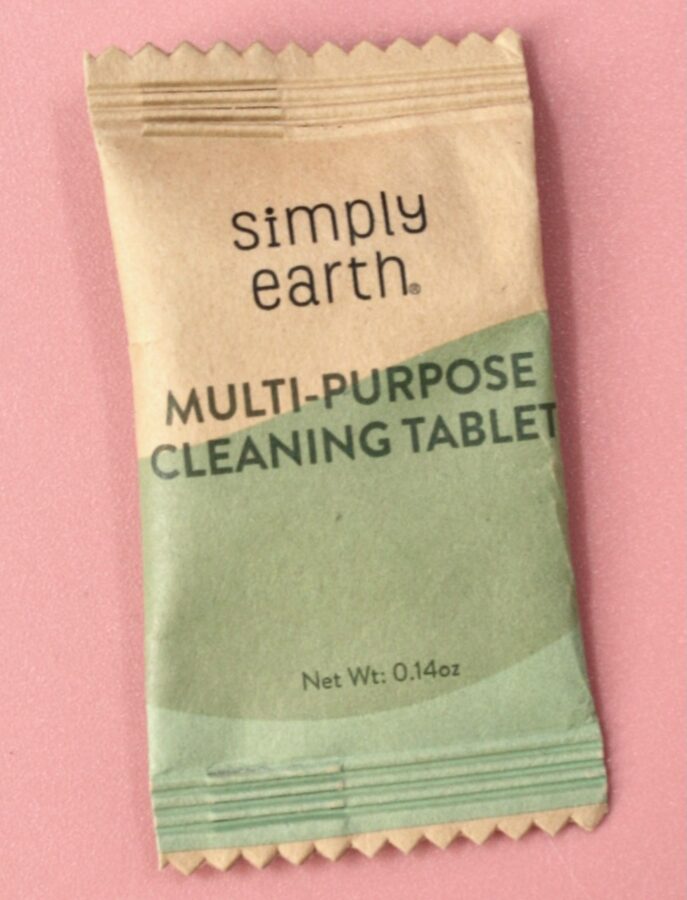 simply
earth®
MULTI-PURPOSE
CLEANING TABLET
Net Wt: 0.14oz